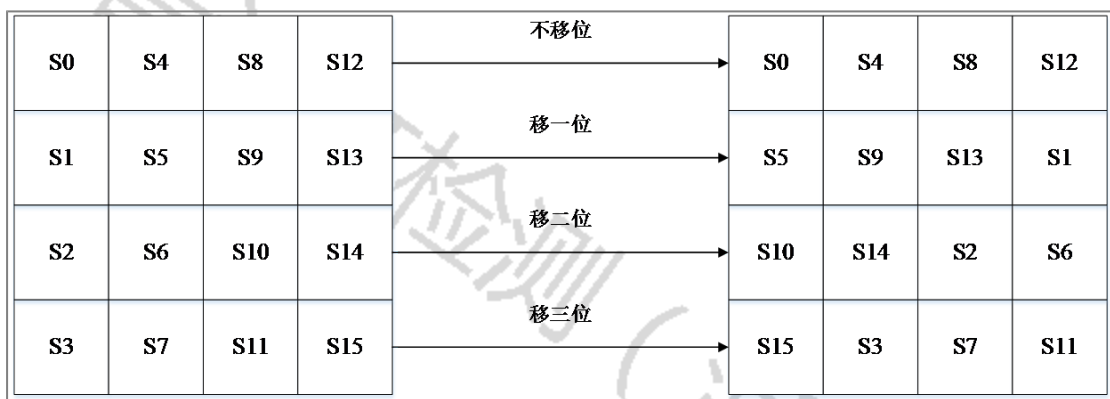 不移位
S0 S4 S8 S12 S0 S4 S8 S12
移一位
S1 S5 S9 S13 S5 S9 S13 S1
移二位
S2 S6 S10 S14 S10 S14 S2 S6
移三位
S3 S7 S11 S15 S15 S3 S7 S11
检测（